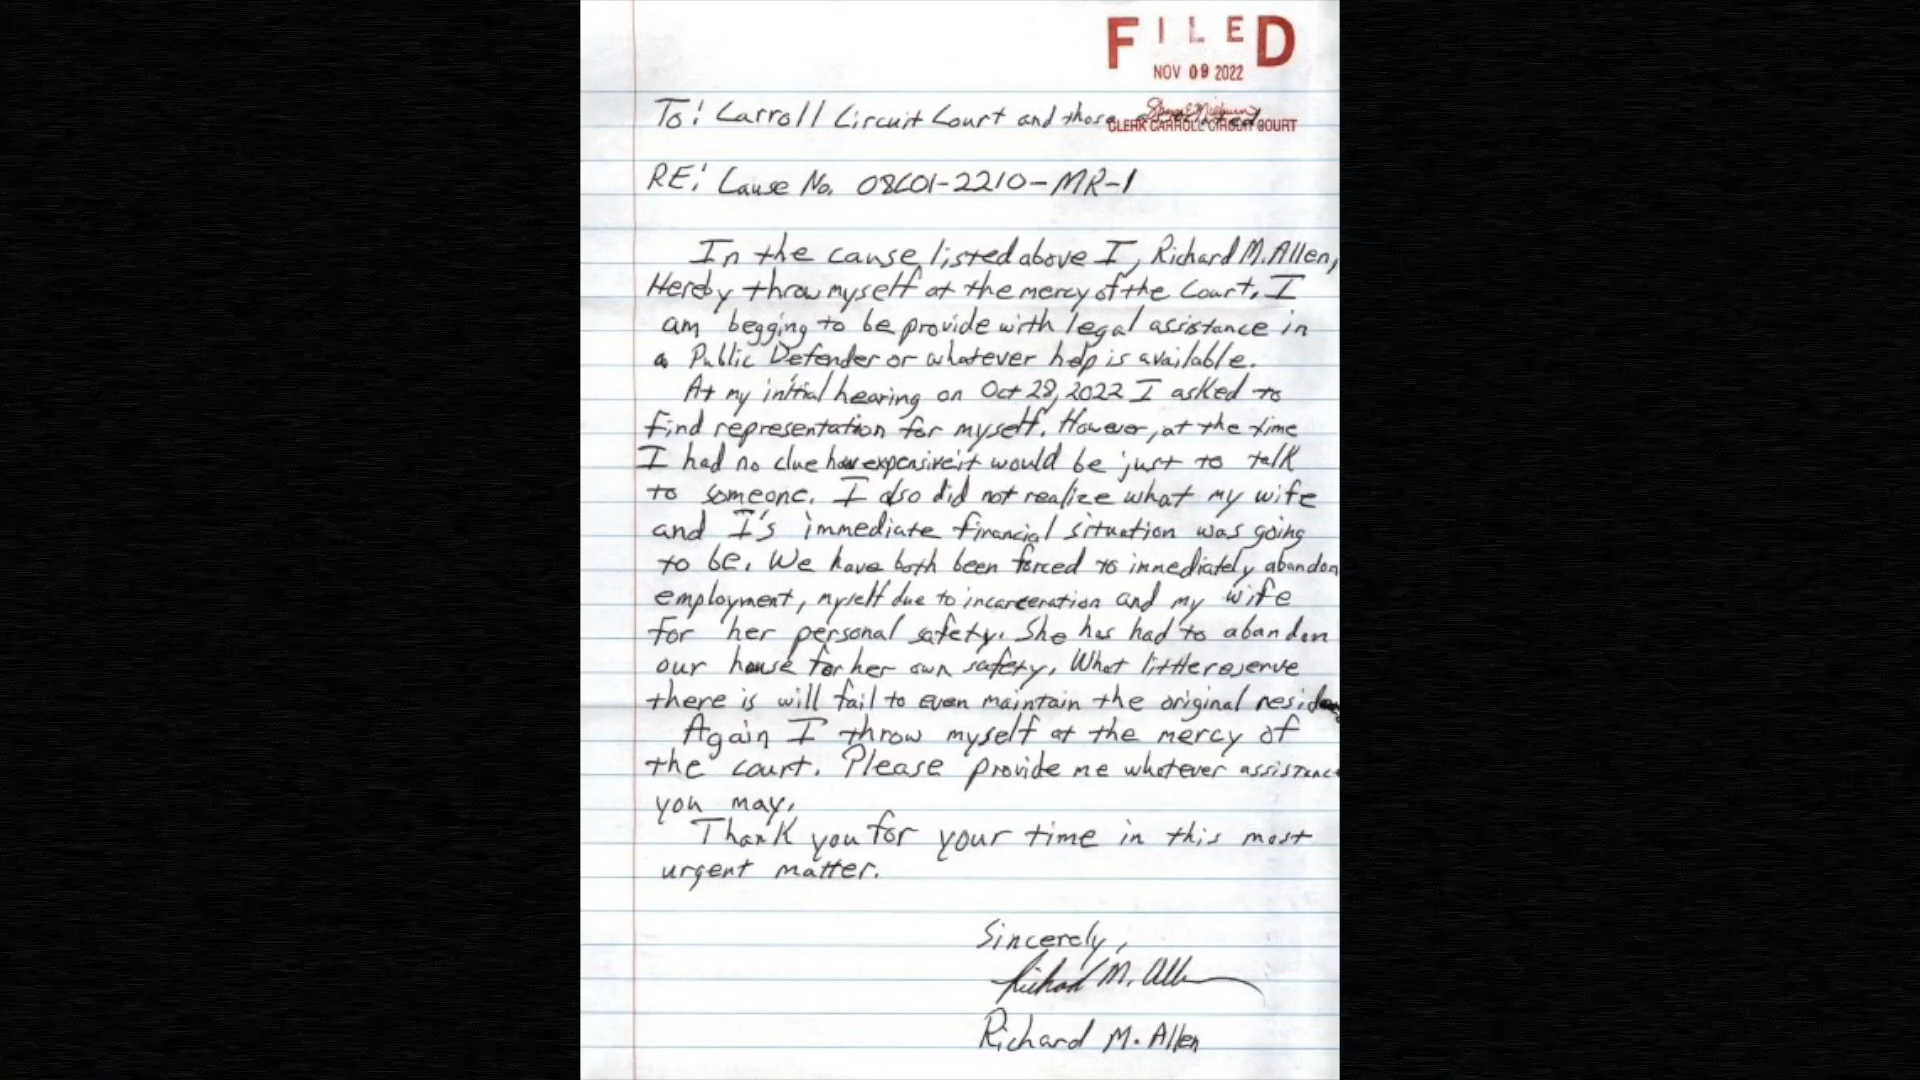 FILED
NOV 09 2022
To: Carroll Circuit Court and those
CLERK CARROLL CIRCUIT COURT
RE: Cause No. 08C01-2210-MR-1
In the cause listed above I, Richard M. Allen,
Hereby throw myself at the mercy of the Court. I
am begging to be provide with legal assistance in
a Public Defender or whatever help is available.
At my initial hearing on Oct 28, 2022 I asked to
find representation for myself. However, at the time
I had no clue how expensive it would be just to talk
to someone. I also did not realize what my wife
and I's immediate financial situation was going
to be. We have both been forced to immediately abandon
employment, myself due to incarceration and my wife
for her personal safety. She has had to abandon
our house for her own safety. What little reserve
there is will fail to even maintain the original
Again I throw myself at the mercy of
the court. Please provide me whatever assistance
you may.
Thank you for your time in this most
urgent matter.
Sincerely,
Richard M. Allen
Richard M. Allen